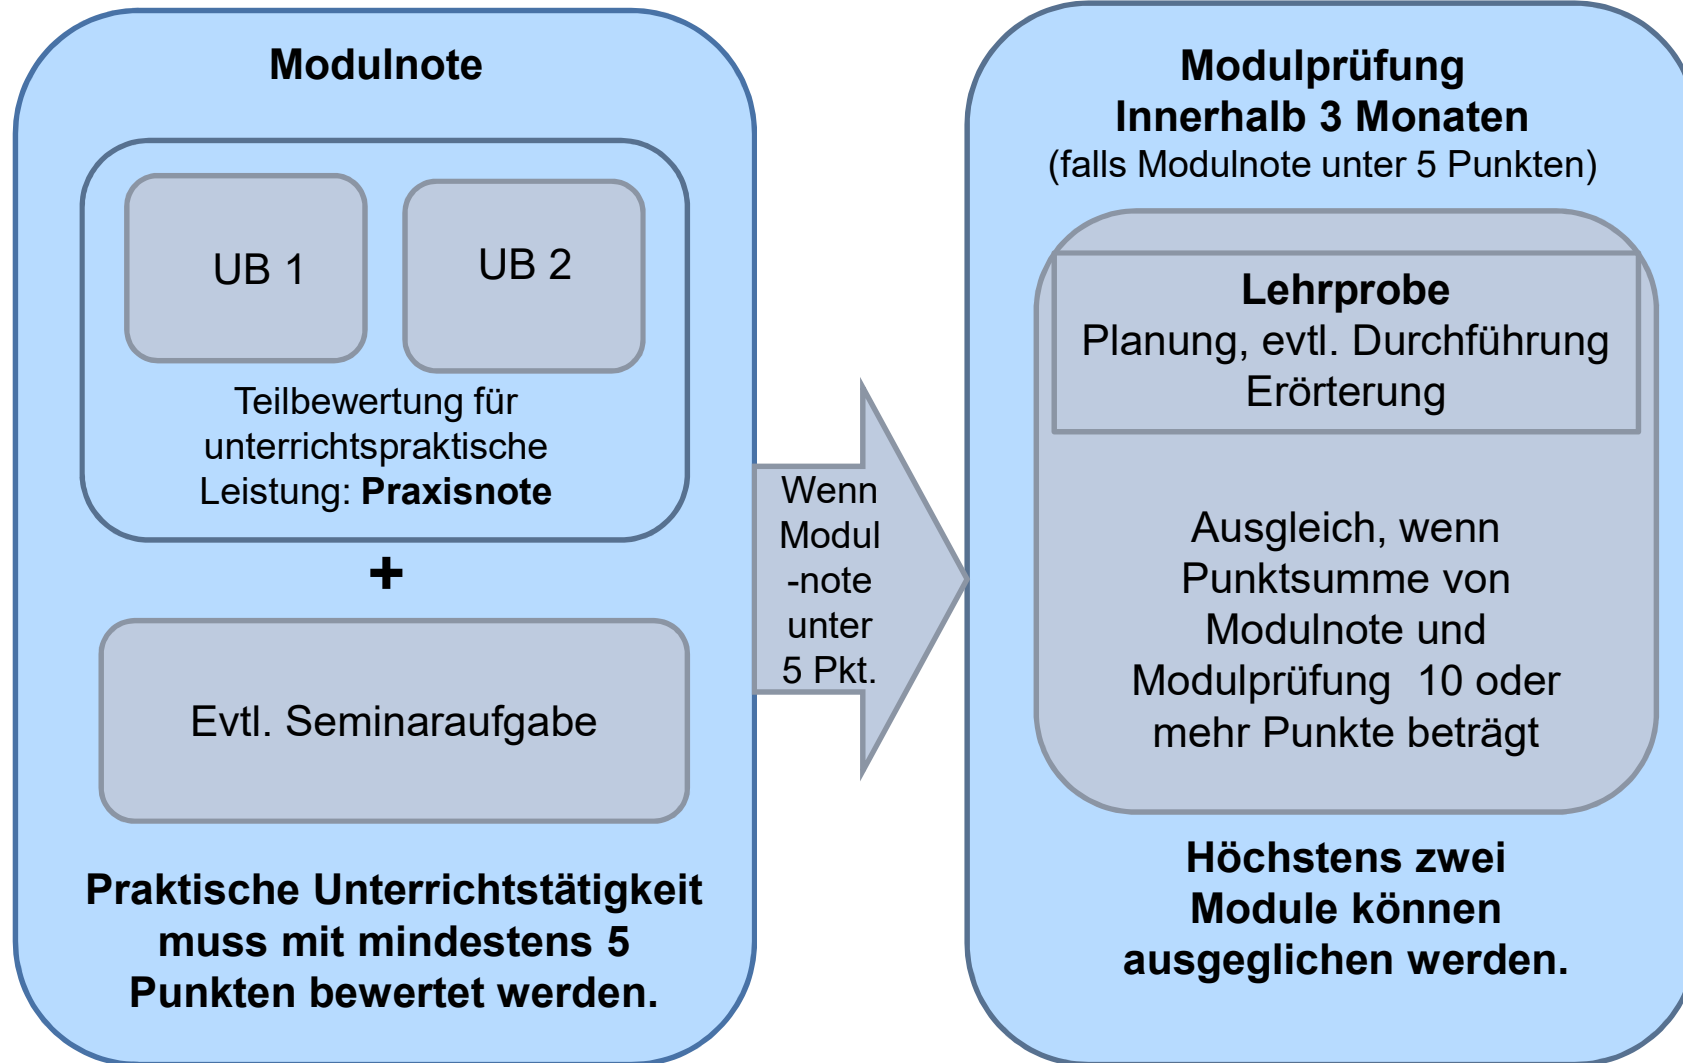 Modulnote
UB 1
UB 2
Teilbewertung für
unterrichtspraktische
Leistung: Praxisnote
+
Evtl. Seminaraufgabe
Praktische Unterrichtstätigkeit
muss mit mindestens 5
Punkten bewertet werden.
Wenn
Modul
-note
unter
5 Pkt.
Modulprüfung
Innerhalb 3 Monaten
(falls Modulnote unter 5 Punkten)
Lehrprobe
Planung, evtl. Durchführung
Erörterung
Ausgleich, wenn
Punktsumme von
Modulnote und
Modulprüfung  10 oder
mehr Punkte beträgt
Höchstens zwei
Module können
ausgeglichen werden.